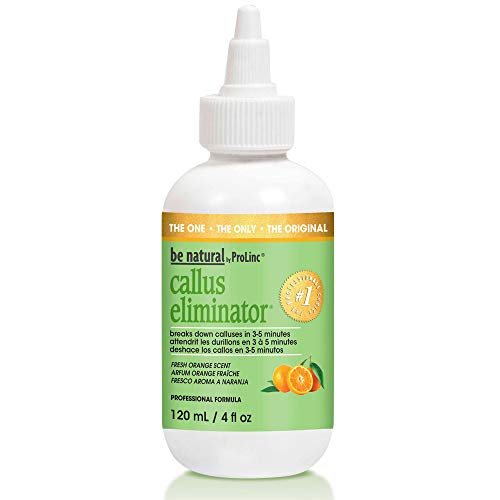 THE ONE • THE ONLY • THE ORIGINAL
be natural by ProLinc®
callus
eliminator®
#1
breaks down calluses in 3-5 minutes
attendrit les durillons en 3 à 5 minutes
deshace los callos en 3-5 minutos
FRESH ORANGE SCENT
ARFUM ORANGE FRAÎCHE
FRESCO AROMA A NARANJA
PROFESSIONAL FORMULA
120 mL / 4 fl oz